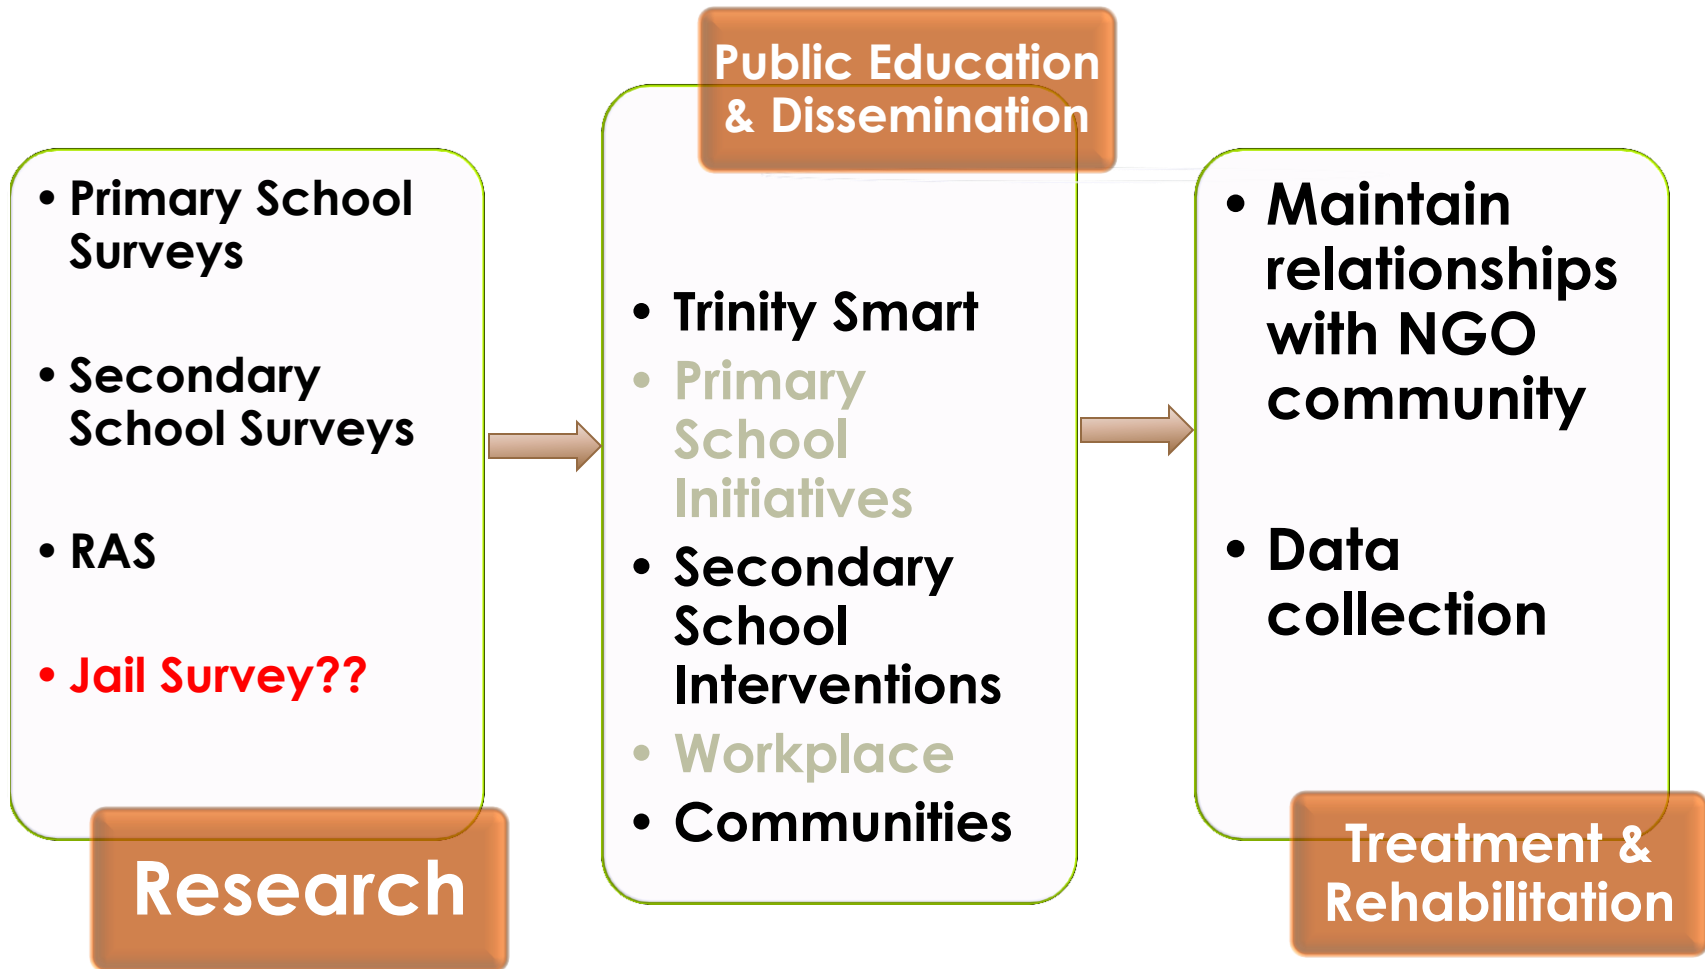 • Primary School
Surveys
• Secondary
School Surveys
• RAS
• Jail Survey??
Research
Public Education
& Dissemination
• Trinity Smart
• Primary
School
Initiatives
• Secondary
School
Interventions
• Workplace
• Communities
• Maintain
relationships
with NGO
community
• Data
collection
Treatment &
Rehabilitation